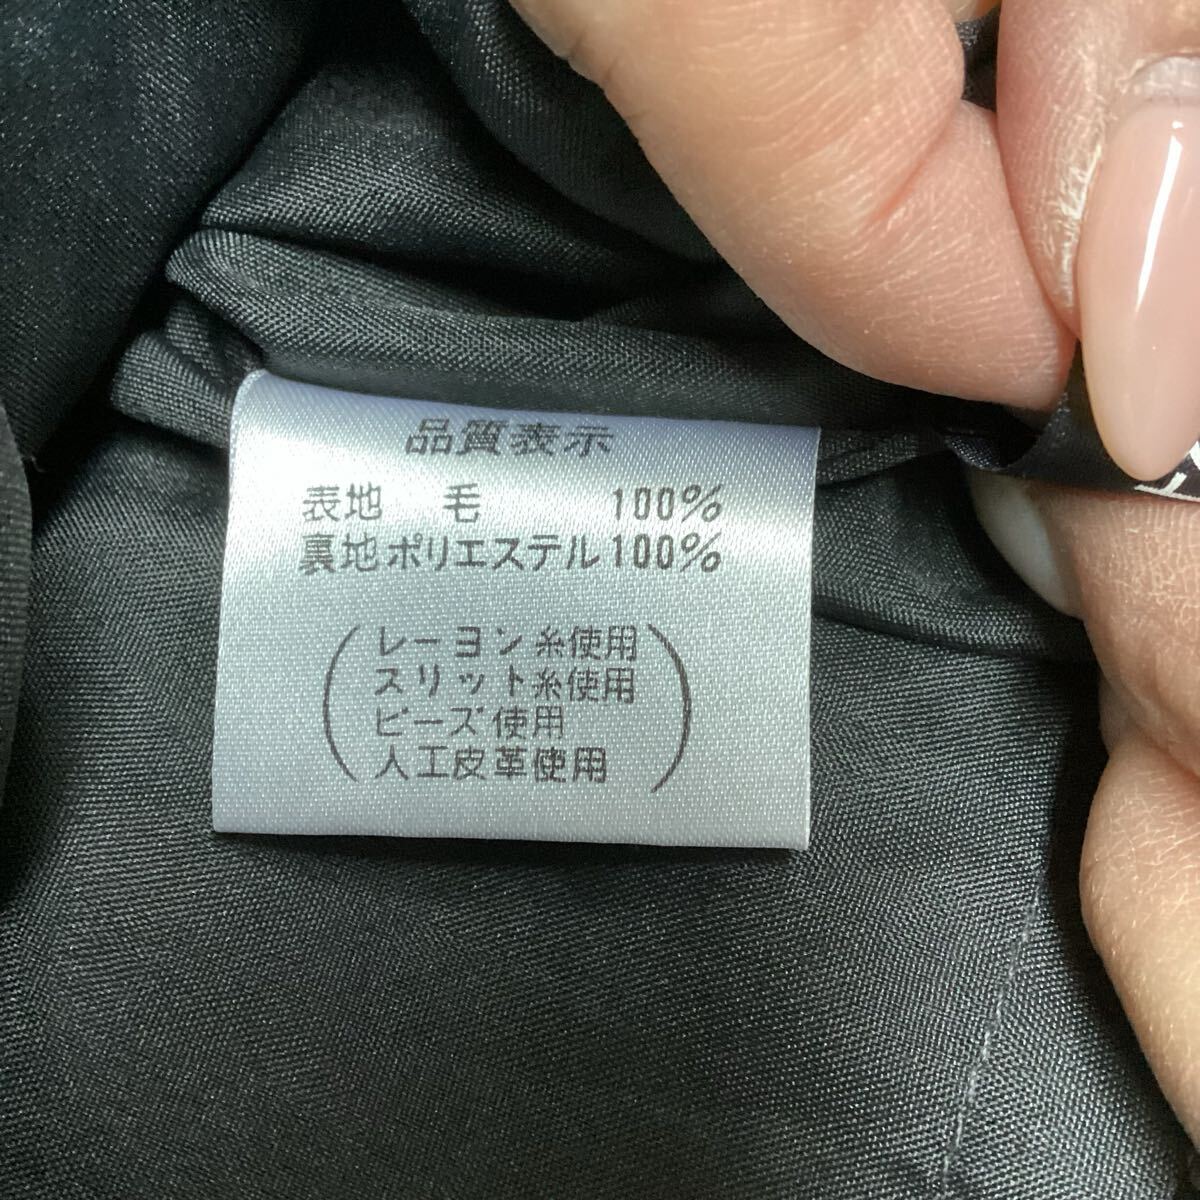 品質表示
表地 毛 100%
裏地 ポリエステル 100%
(レーヨン糸使用
スリット糸使用
ビーズ使用
人工皮革使用)